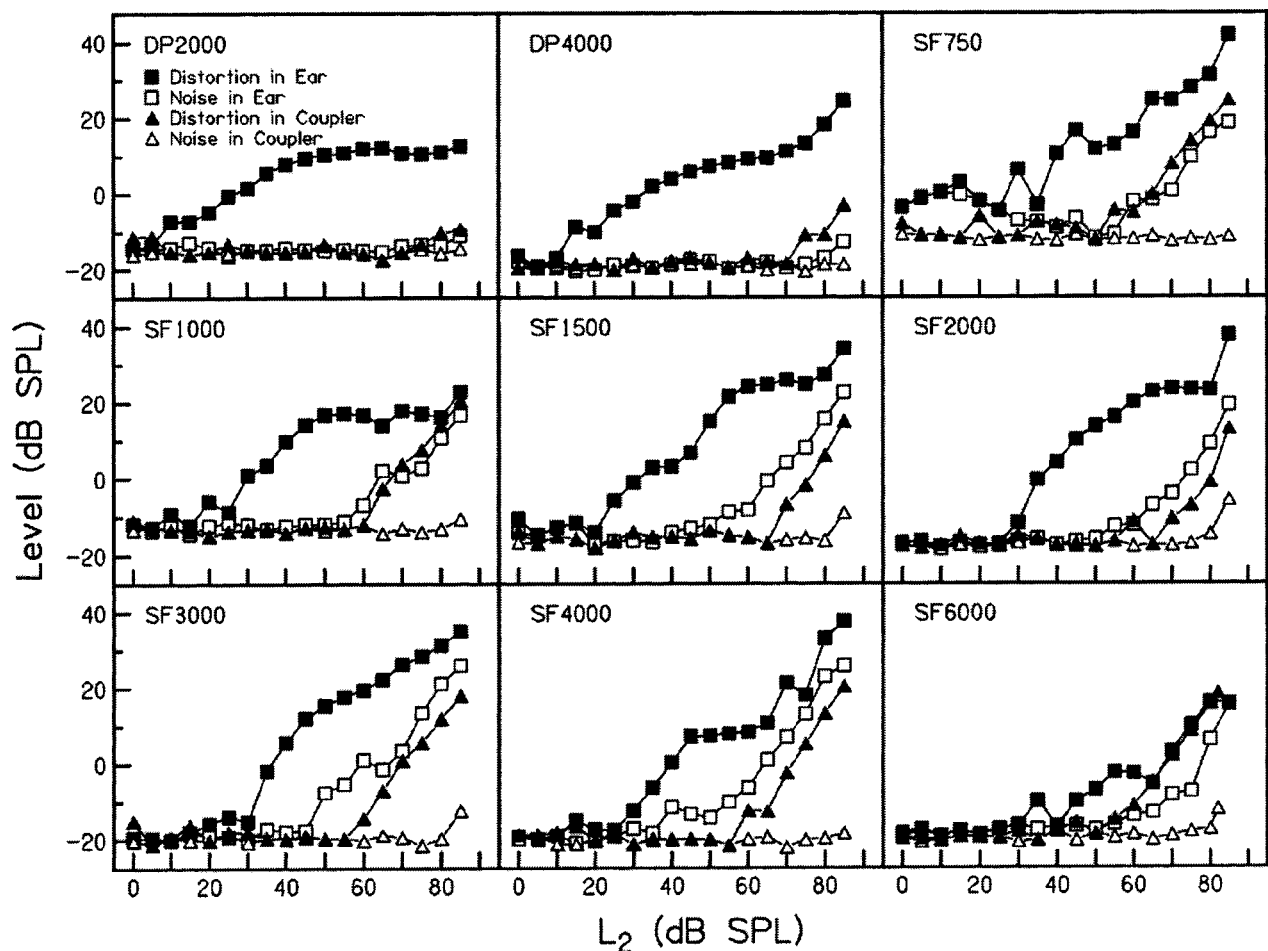 DP2000
Distortion in Ear
Noise in Ear
Distortion in Coupler
Noise in Coupler
DP4000
SF750
40
20
0
-20
SF1000
SF1500
SF2000
40
20
0
-20
SF3000
SF4000
SF6000
40
20
0
-20
0 20 40 60 80
0 20 40 60 80
0 20 40 60 80
Level (dB SPL)
L₂ (dB SPL)